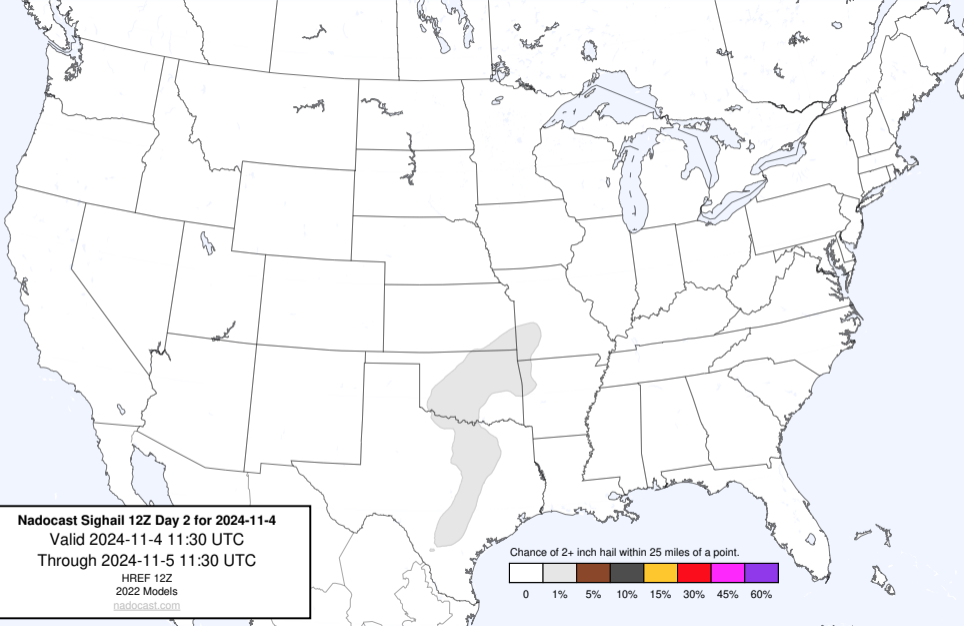 Nadocast Sighail 12Z Day 2 for 2024-11-4
Valid 2024-11-4 11:30 UTC
Through 2024-11-5 11:30 UTC
HREF 12Z
2022 Models
nadocast.com
Chance of 2+ inch hail within 25 miles of a point.
0 1% 5% 10% 15% 30% 45% 60%